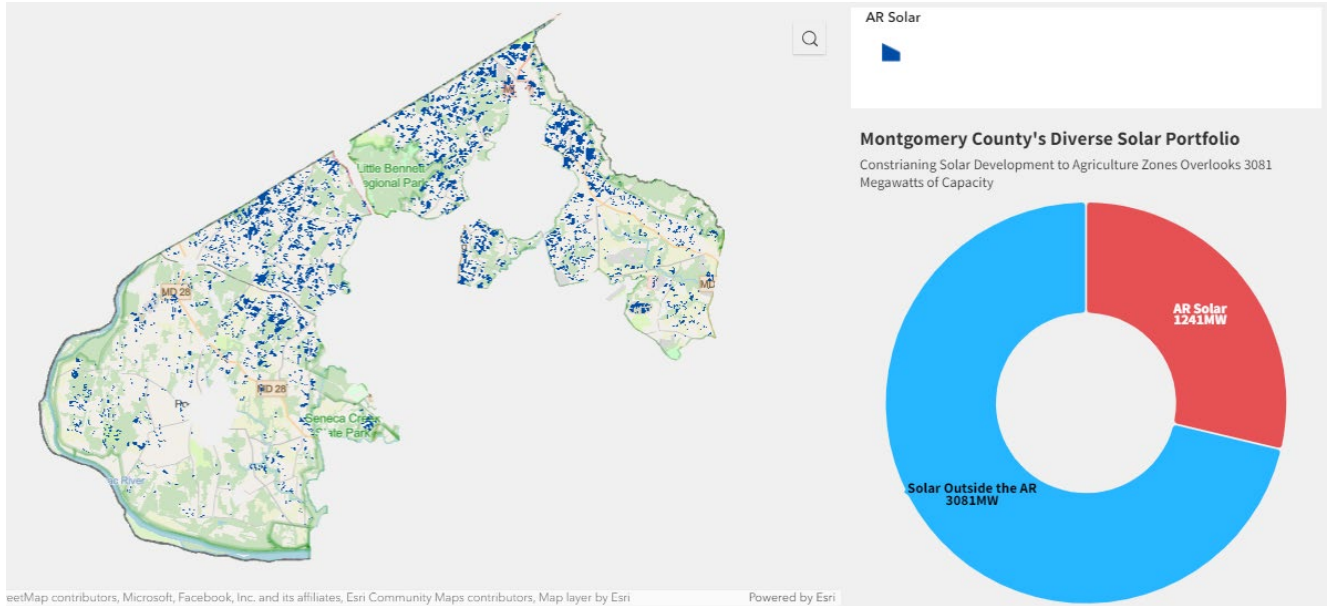 Little Bennett
egional Park
MD 28
MD 28
Seneca Creek
State Park
River
MD
eetMap contributors, Microsoft, Facebook, Inc. and its affiliates, Esri Community Maps contributors, Map layer by Esri
Powered by Esri
AR Solar
Montgomery County's Diverse Solar Portfolio
Constrianing Solar Development to Agriculture Zones Overlooks 3081
Megawatts of Capacity
AR Solar
1241MW
Solar Outside the AR
3081MW